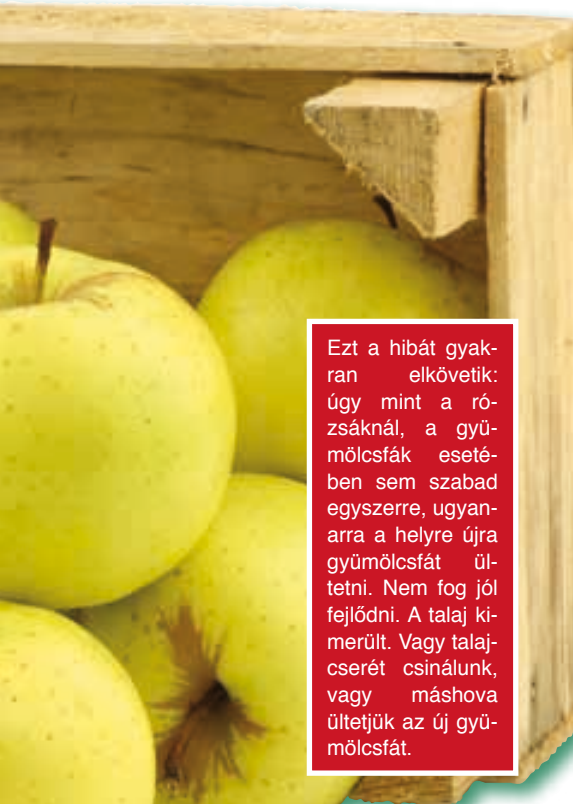 Ezt a hibát gyak-
ran elkövetik:
úgy mint a ró-
zsáknál, a gyü-
mölcsfák eseté-
ben sem szabad
egyszerre, ugyan-
arra a helyre újra
gyümölcsfát ül-
tetni. Nem fog jól
fejlődni. A talaj ki-
merült. Vagy talaj-
cserét csinálunk,
vagy máshova
ültetjük az új gyü-
mölcsfát.